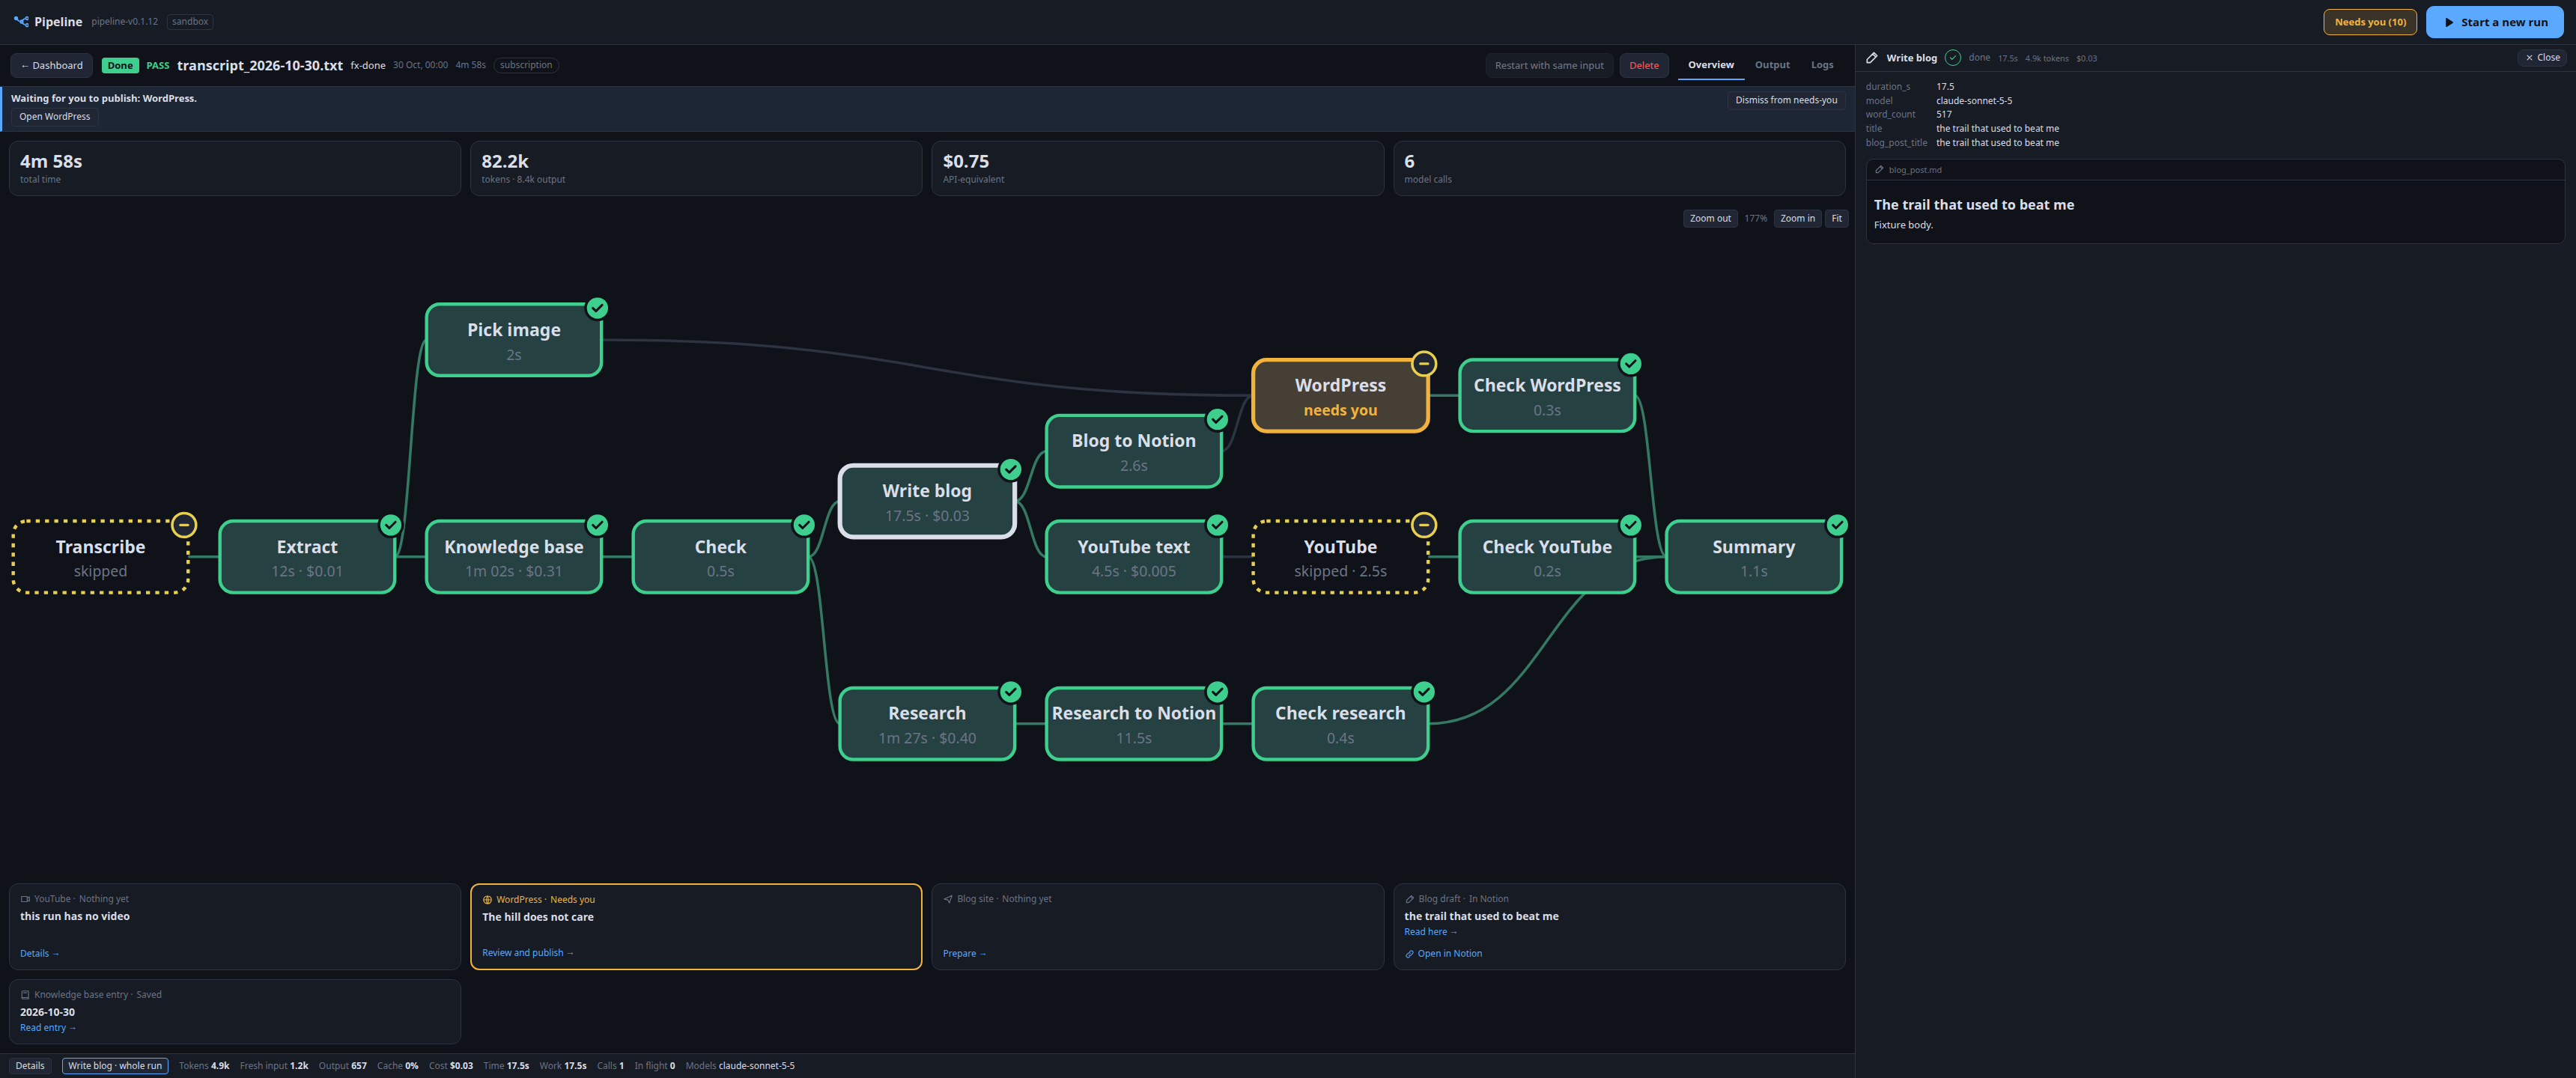 Pipeline pipeline-v0.1.12 sandbox
Needs you (10) Start a new run
← Dashboard Done PASS transcript_2026-10-30.txt fx-done 30 Oct, 00:00 4m 58s subscription
Restart with same input Delete Overview Output Logs
Waiting for you to publish: WordPress.
Open WordPress
Dismiss from needs-you
4m 58s
total time
82.2k
tokens · 8.4k output
$0.75
API-equivalent
6
model calls
Zoom out 177% Zoom in Fit
Pick image
2s
WordPress
needs you
Check WordPress
0.3s
Blog to Notion
2.6s
Write blog
17.5s · $0.03
Transcribe
skipped
Extract
12s · $0.01
Knowledge base
1m 02s · $0.31
Check
0.5s
YouTube text
4.5s · $0.005
YouTube
skipped · 2.5s
Check YouTube
0.2s
Summary
1.1s
Research
1m 27s · $0.40
Research to Notion
11.5s
Check research
0.4s
YouTube · Nothing yet
this run has no video
Details →
WordPress · Needs you
The hill does not care
Review and publish →
Blog site · Nothing yet
Prepare →
Blog draft · In Notion
the trail that used to beat me
Read here →
Open in Notion
Knowledge base entry · Saved
2026-10-30
Read entry →
Details Write blog · whole run Tokens 4.9k Fresh input 1.2k Output 657 Cache 0% Cost $0.03 Time 17.5s Work 17.5s Calls 1 In flight 0 Models claude-sonnet-5-5
Write blog done 17.5s 4.9k tokens $0.03
✕ Close
duration_s 17.5
model claude-sonnet-5-5
word_count 517
title the trail that used to beat me
blog_post_title the trail that used to beat me
blog_post.md
The trail that used to beat me
Fixture body.